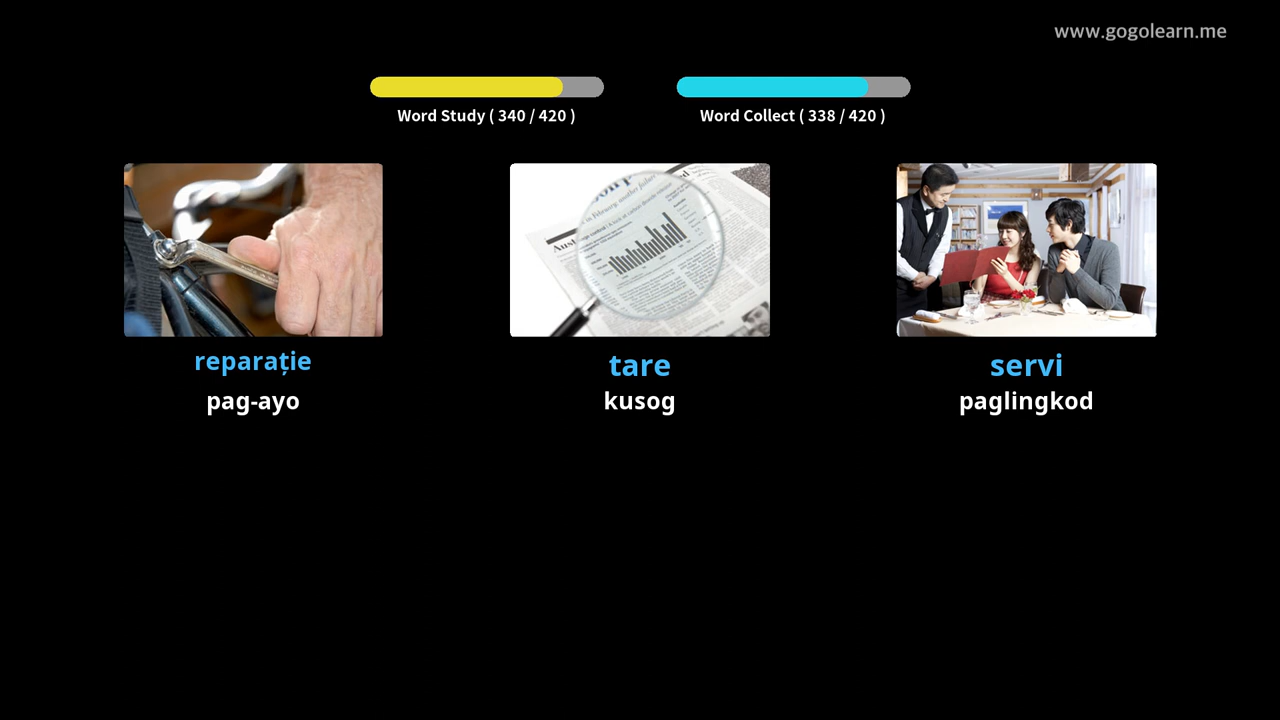 www.gogolearn.me
Word Study ( 340 / 420 )
Word Collect ( 338 / 420 )
reparație
tare
servi
pag-ayo
kusog
paglingkod